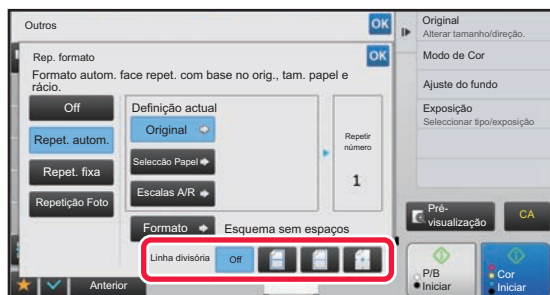 Outros
OK
Rep. formato
OK
Formato autom. face repet. com base no orig., tam. papel e
rácio.
Off
Repet. autom.
Repet. fixa
Repetição Foto
Definição actual
Original
Seleccão Papel
Escalas A/R
Repetir
número
1
Formato
Esquema sem espaços
Linha divisória
Off
Anterior
Original
Alterar tamanho/direção.
Modo de Cor
Ajuste do fundo
Exposição
Seleccionar tipo/exposição
Pré-
visualização
CA
P/B
Iniciar
Cor
Iniciar